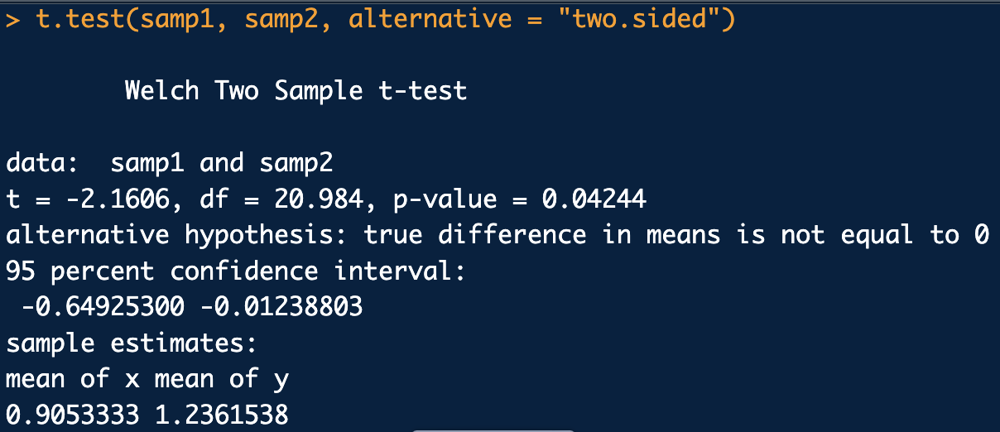 > t.test(samp1, samp2, alternative = "two.sided")
Welch Two Sample t-test
data:  samp1 and samp2
t = -2.1606, df = 20.984, p-value = 0.04244
alternative hypothesis: true difference in means is not equal to 0
95 percent confidence interval:
-0.64925300 -0.01238803
sample estimates:
mean of x mean of y
0.9053333 1.2361538